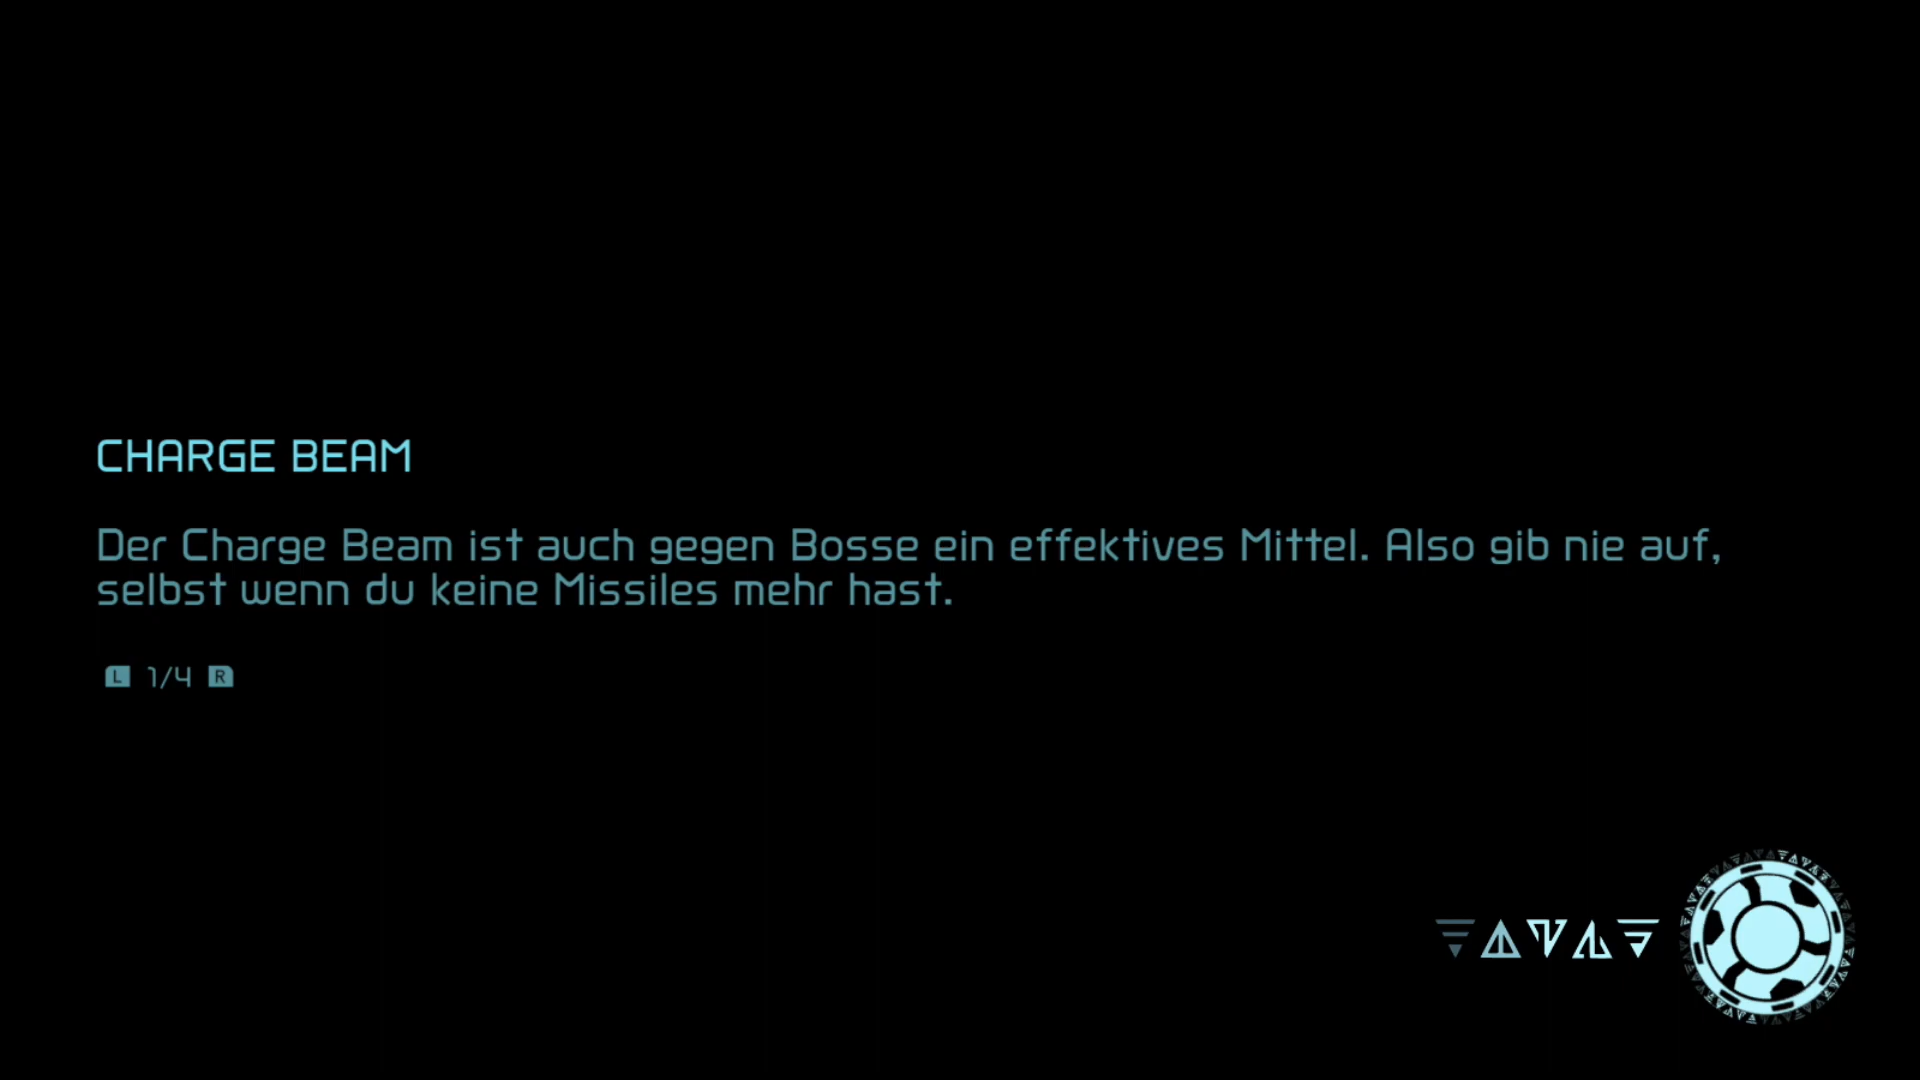 CHARGE BEAM
Der Charge Beam ist auch gegen Bosse ein effektives Mittel. Also gib nie auf,
selbst wenn du keine Missiles mehr hast.
L 1/4 R